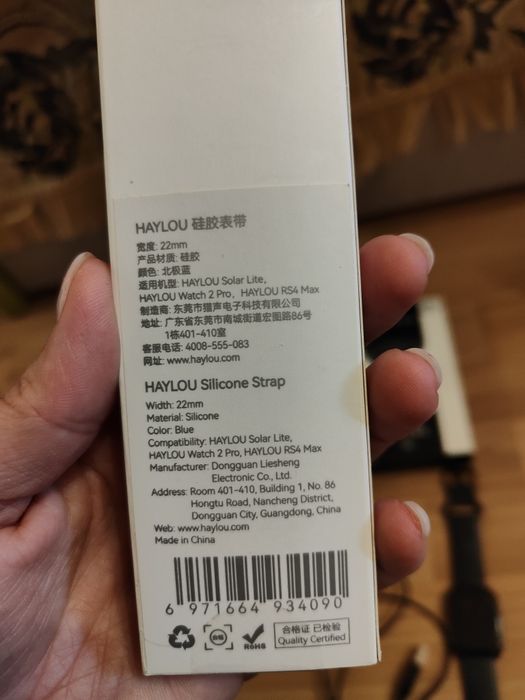 HAYLOU 硅胶表带
宽度: 22mm
产品材质: 硅胶
颜色: 北极蓝
适用机型: HAYLOU Solar Lite,
HAYLOU Watch 2 Pro, HAYLOU RS4 Max
制造商: 东莞市猎声电子科技有限公司
地址: 广东省东莞市南城街道宏图路86号
1栋401-410室
客服电话: 4008-555-083
网址: www.haylou.com
HAYLOU Silicone Strap
Width: 22mm
Material: Silicone
Color: Blue
Compatibility: HAYLOU Solar Lite,
HAYLOU Watch 2 Pro, HAYLOU RS4 Max
Manufacturer: Dongguan Liesheng
Electronic Co., Ltd.
Address: Room 401-410, Building 1, No. 86
Hongtu Road, Nancheng District,
Dongguan City, Guangdong, China
Web: www.haylou.com
Made in China
6 971664 934090
RoHS
合格证 已检验
Quality Certified